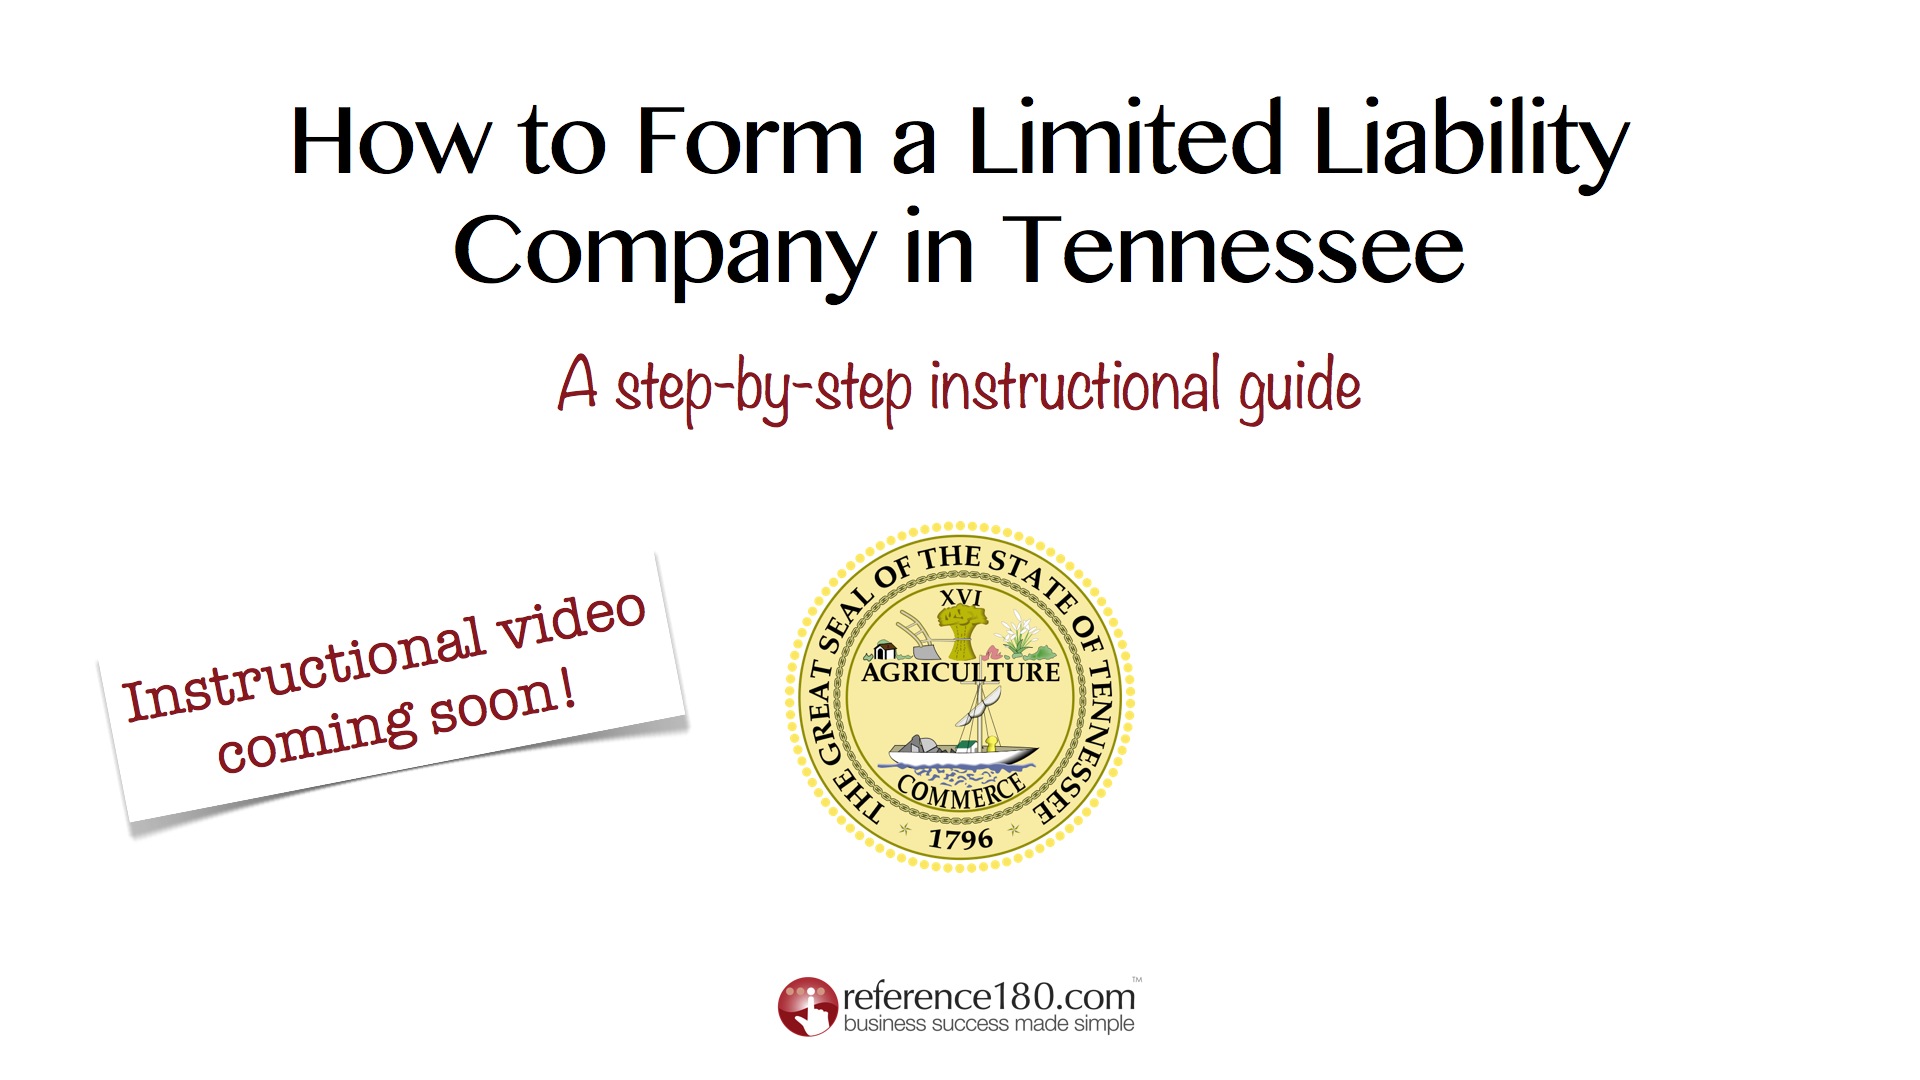 How to Form a Limited Liability
Company in Tennessee
A step-by-step instructional guide
Instructional video
coming soon!
THE GREAT SEAL OF THE STATE OF TENNESSEE
XVI
AGRICULTURE
COMMERCE
1796
reference180.com™
business success made simple